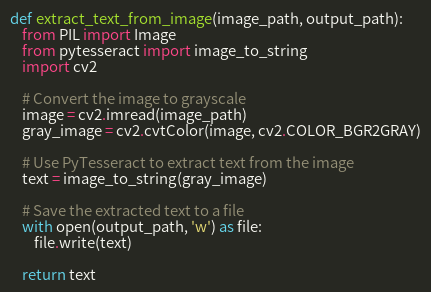 def extract_text_from_image(image_path, output_path):
    from PIL import Image
    from pytesseract import image_to_string
    import cv2

    # Convert the image to grayscale
    image = cv2.imread(image_path)
    gray_image = cv2.cvtColor(image, cv2.COLOR_BGR2GRAY)

    # Use PyTesseract to extract text from the image
    text = image_to_string(gray_image)

    # Save the extracted text to a file
    with open(output_path, 'w') as file:
        file.write(text)

    return text